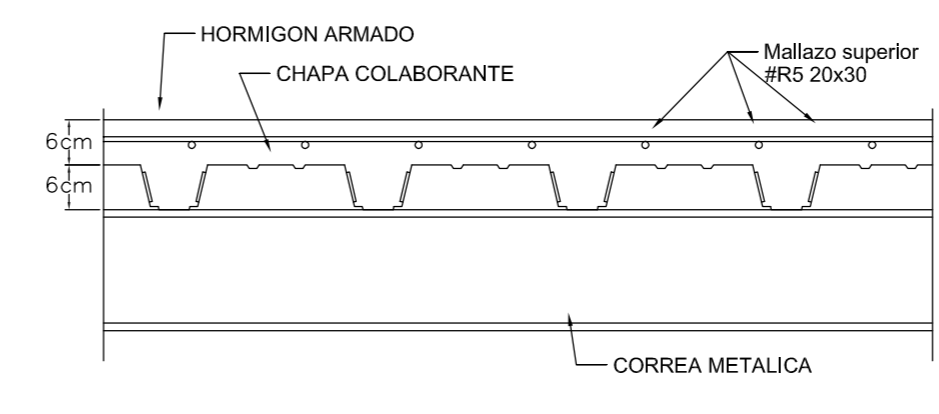 HORMIGON ARMADO
CHAPA COLABORANTE
Mallazo superior
#R5 20x30
6cm
6cm
CORREA METALICA